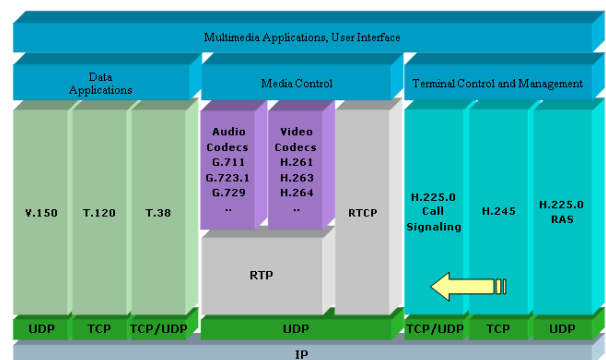 Multimedia Applications, User Interface
Data
Applications
Media Control
Terminal Control and Management
V.150
T.120
T.38
Audio
Codecs
G.711
G.723.1
G.729
..
Video
Codecs
H.261
H.263
H.264
..
RTP
RTCP
H.225.0
Call
Signaling
H.245
H.225.0
RAS
UDP
TCP
TCP/UDP
UDP
TCP/UDP
TCP
UDP
IP